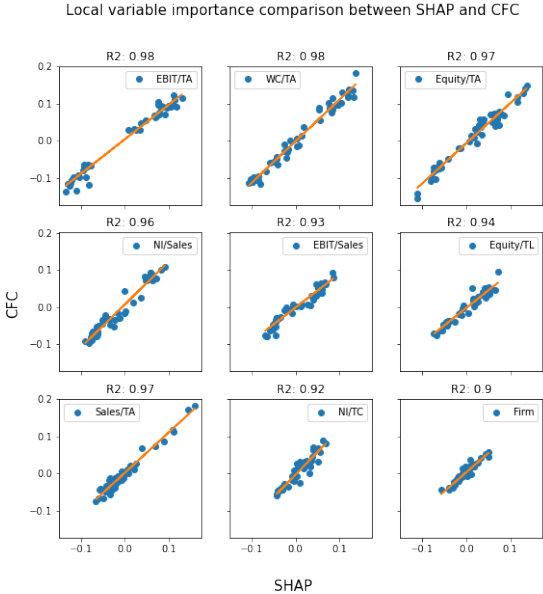 Local variable importance comparison between SHAP and CFC
R2: 0.98 R2: 0.98 R2: 0.97
0.2
0.1
0.0
−0.1
EBIT/TA WC/TA Equity/TA
R2: 0.96 R2: 0.93 R2: 0.94
0.2
0.1
0.0
−0.1
NI/Sales EBIT/Sales Equity/TL
CFC
R2: 0.97 R2: 0.92 R2: 0.9
0.2
0.1
0.0
−0.1
Sales/TA NI/TC Firm
−0.1 0.0 0.1 −0.1 0.0 0.1 −0.1 0.0 0.1
SHAP